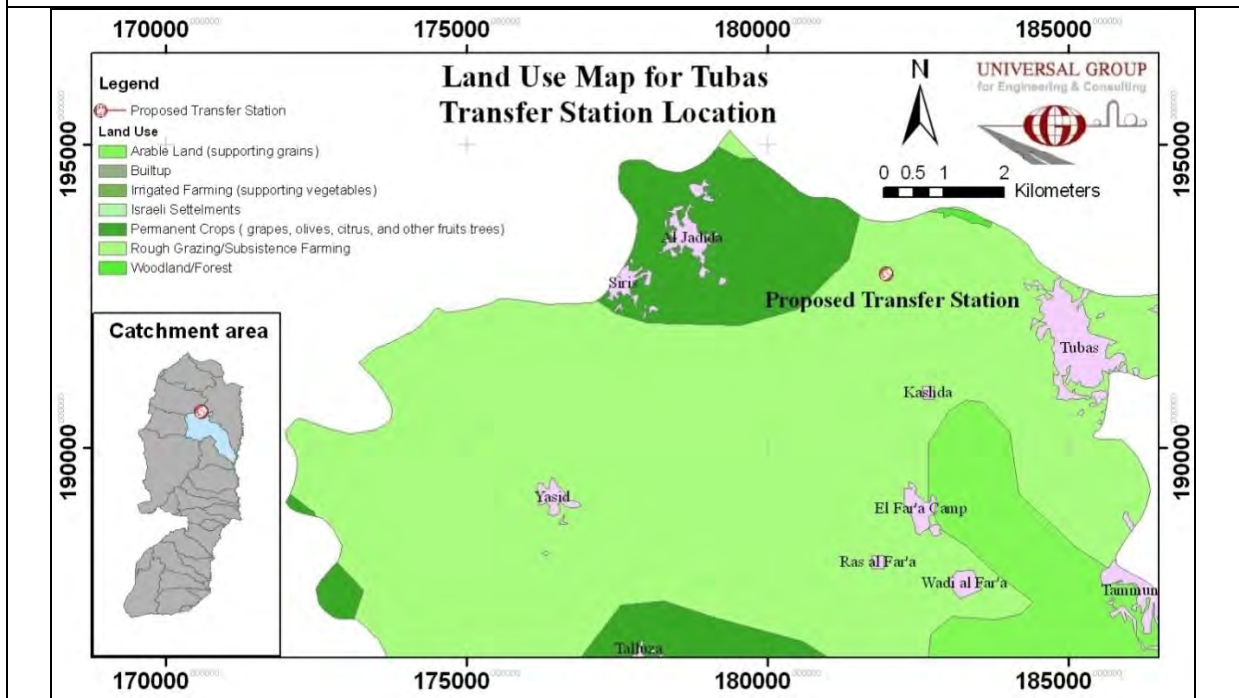 170000 175000 180000 185000
Land Use Map for Tubas
Transfer Station Location
N
UNIVERSAL GROUP
for Engineering & Consulting
0 0.5 1 2
Kilometers
Legend
Proposed Transfer Station
Land Use
Arable Land (supporting grains)
Builtup
Irrigated Farming (supporting vegetables)
Israeli Settelments
Permanent Crops ( grapes, olives, citrus, and other fruits trees)
Rough Grazing/Subsistence Farming
Woodland/Forest
195000
195000
Al Jadida
Siris
Proposed Transfer Station
Tubas
Kashda
Catchment area
190000
190000
Yasid
El Far'a Camp
Ras al Far'a
Wadi al Far'a
Tammun
Talluza
170000 175000 180000 185000